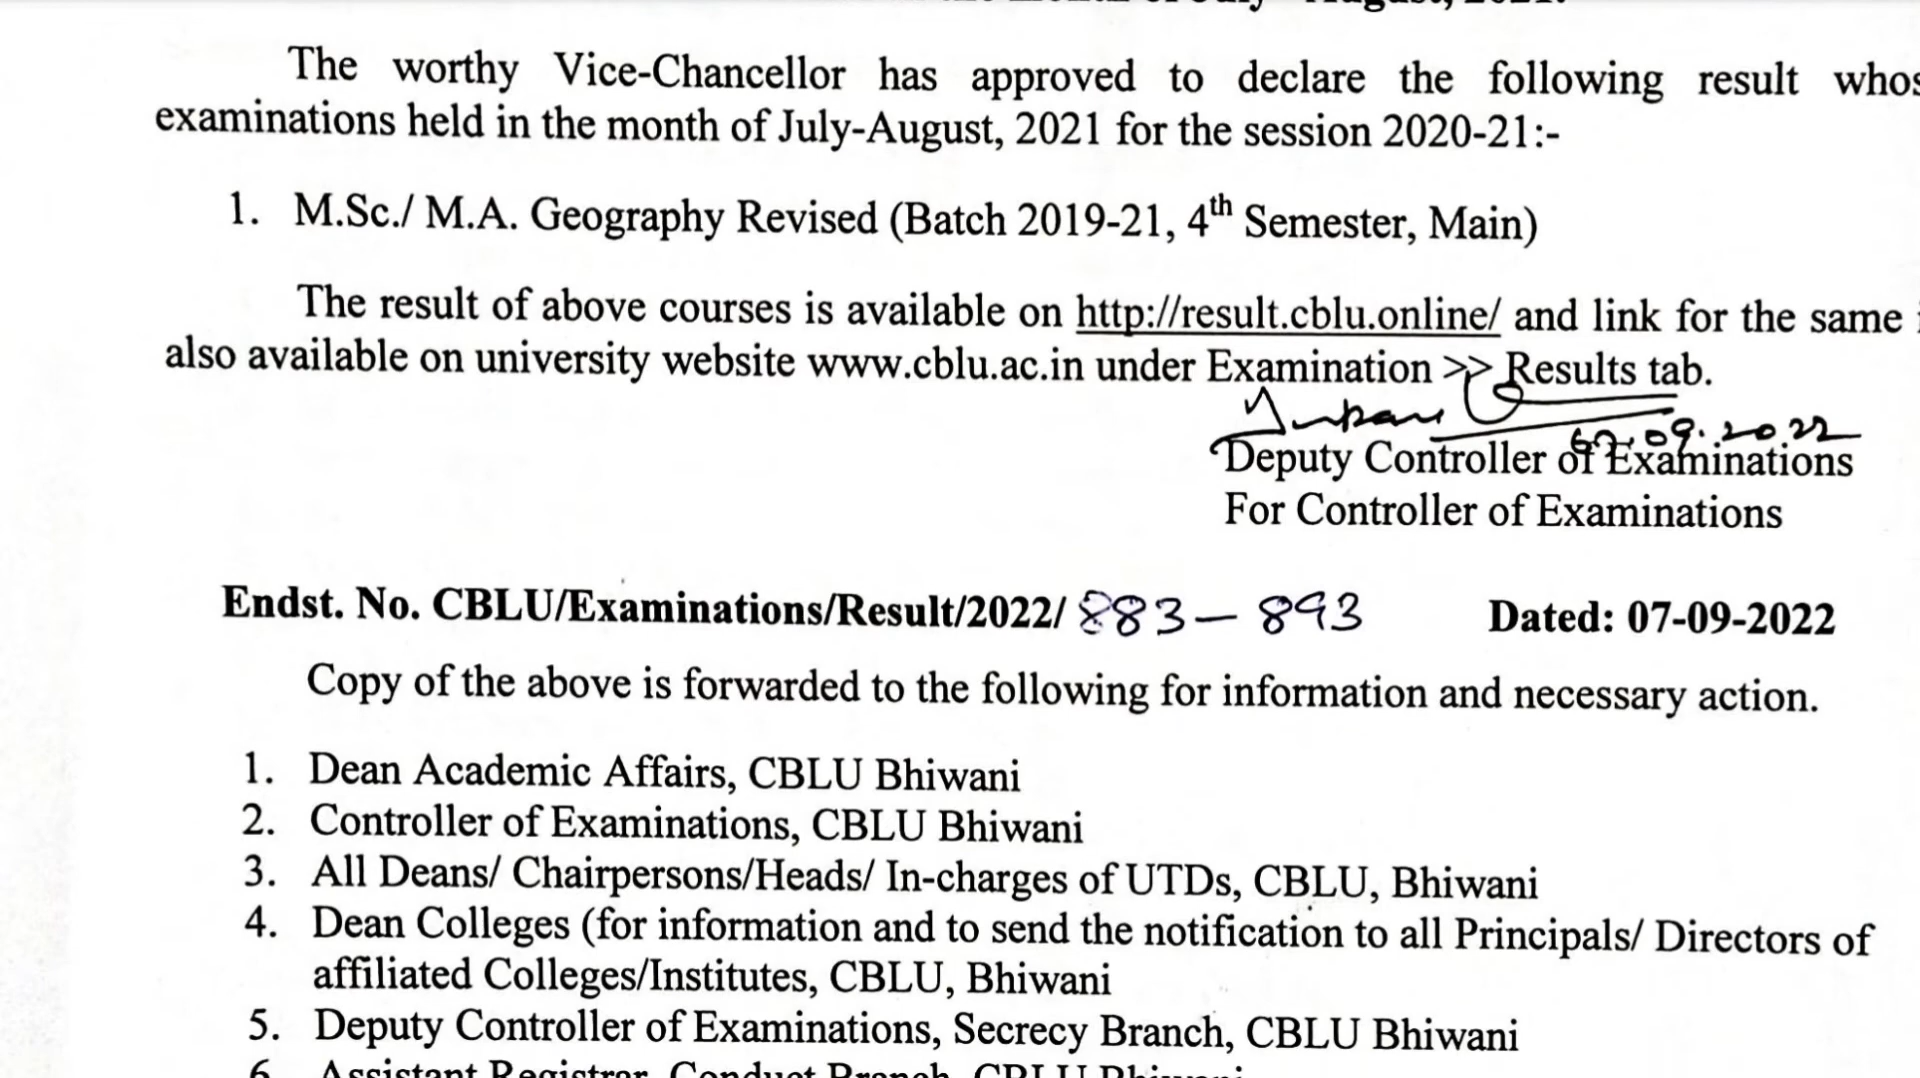 The worthy Vice-Chancellor has approved to declare the following result whos
examinations held in the month of July-August, 2021 for the session 2020-21:-
1. M.Sc./ M.A. Geography Revised (Batch 2019-21, 4th Semester, Main)
The result of above courses is available on http://result.cblu.online/ and link for the same
also available on university website www.cblu.ac.in under Examination >> Results tab.
07.09.2022
Deputy Controller of Examinations
For Controller of Examinations
Endst. No. CBLU/Examinations/Result/2022/ 883-893 Dated: 07-09-2022
Copy of the above is forwarded to the following for information and necessary action.
1. Dean Academic Affairs, CBLU Bhiwani
2. Controller of Examinations, CBLU Bhiwani
3. All Deans/ Chairpersons/Heads/ In-charges of UTDs, CBLU, Bhiwani
4. Dean Colleges (for information and to send the notification to all Principals/ Directors of
affiliated Colleges/Institutes, CBLU, Bhiwani
5. Deputy Controller of Examinations, Secrecy Branch, CBLU Bhiwani
6. Assistant Registrar, Conduct Branch, CBLU Bhiwani